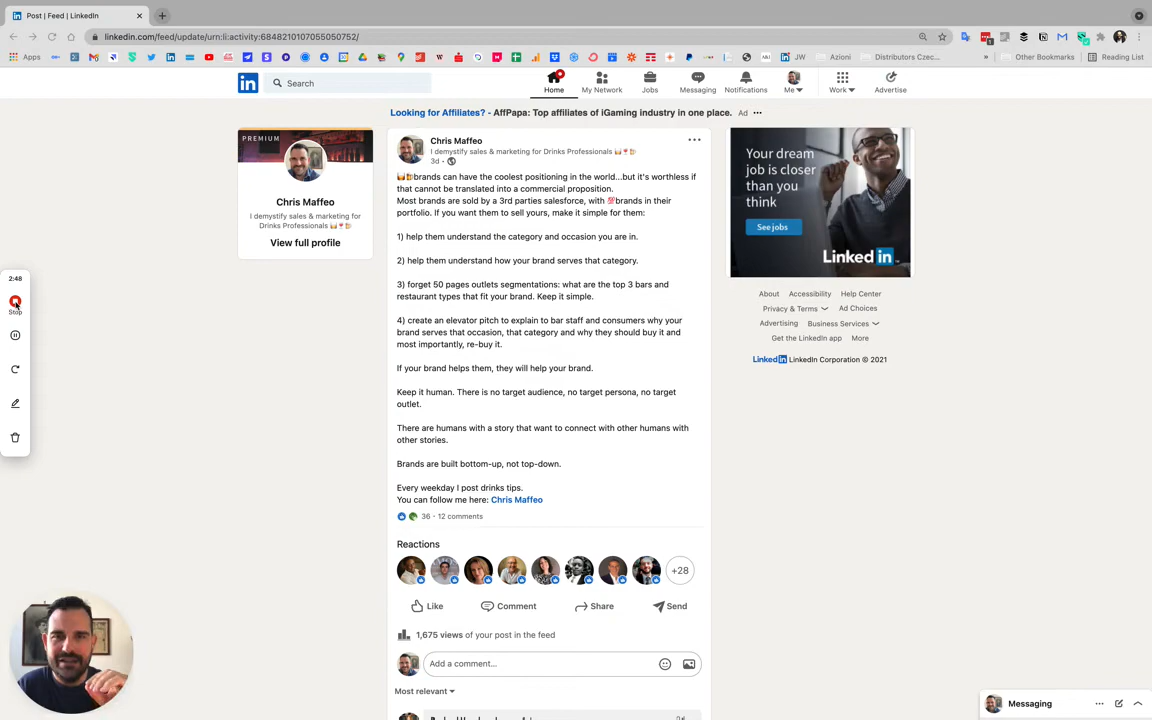 Post | Feed | LinkedIn
linkedin.com/feed/update/urn:li:activity:6848210107055050752/
Apps
JW
Azioni
Distributors Czec...
Other Bookmarks
Reading List
Search
Home
My Network
Jobs
Messaging
Notifications
Me
Work
Advertise
Looking for Affiliates? - AffPapa: Top affiliates of iGaming industry in one place. Ad
PREMIUM
Chris Maffeo
I demystify sales & marketing for
Drinks Professionals
View full profile
Chris Maffeo
I demystify sales & marketing for Drinks Professionals
3d
brands can have the coolest positioning in the world...but it's worthless if
that cannot be translated into a commercial proposition.
Most brands are sold by a 3rd parties salesforce, with 💯brands in their
portfolio. If you want them to sell yours, make it simple for them:
1) help them understand the category and occasion you are in.
2) help them understand how your brand serves that category.
3) forget 50 pages outlets segmentations: what are the top 3 bars and
restaurant types that fit your brand. Keep it simple.
4) create an elevator pitch to explain to bar staff and consumers why your
brand serves that occasion, that category and why they should buy it and
most importantly, re-buy it.
If your brand helps them, they will help your brand.
Keep it human. There is no target audience, no target persona, no target
outlet.
There are humans with a story that want to connect with other humans with
other stories.
Brands are built bottom-up, not top-down.
Every weekday I post drinks tips.
You can follow me here: Chris Maffeo
36 · 12 comments
Reactions
+28
Like
Comment
Share
Send
1,675 views of your post in the feed
Add a comment...
Most relevant
Your dream
job is closer
than you
think
See jobs
Linked in
About
Accessibility
Help Center
Privacy & Terms
Ad Choices
Advertising
Business Services
Get the LinkedIn app
More
Linked in LinkedIn Corporation © 2021
2:48
Stop
Messaging